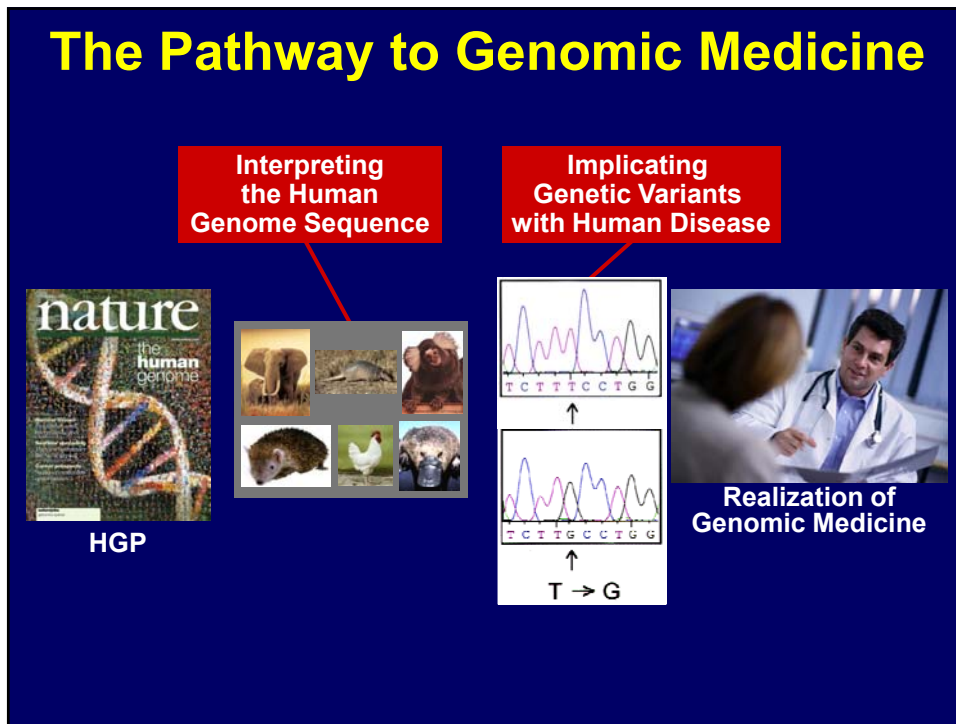 The Pathway to Genomic Medicine
Interpreting
the Human
Genome Sequence
Implicating
Genetic Variants
with Human Disease
nature
the
human
genome
HGP
T C T T T C C T G G
T C T T G C C T G G
T → G
Realization of
Genomic Medicine